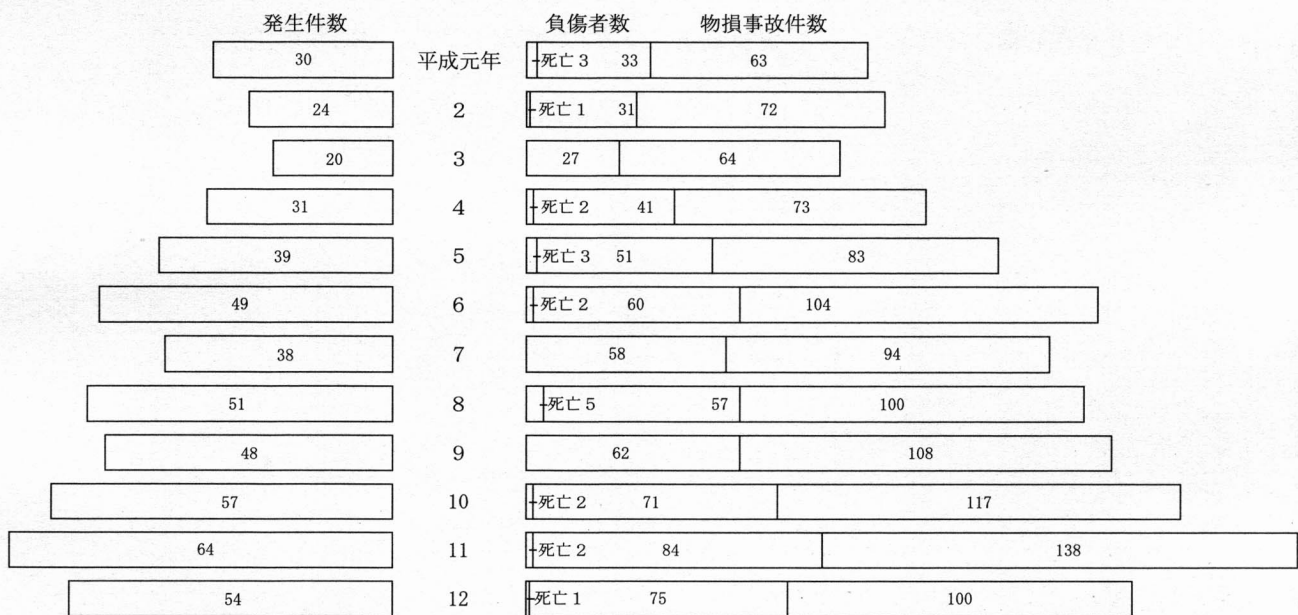 発生件数 負傷者数 物損事故件数
30 平成元年 死亡3 33 63
24 2 死亡1 31 72
20 3 27 64
31 4 死亡2 41 73
39 5 死亡3 51 83
49 6 死亡2 60 104
38 7 58 94
51 8 死亡5 57 100
48 9 62 108
57 10 死亡2 71 117
64 11 死亡2 84 138
54 12 死亡1 75 100